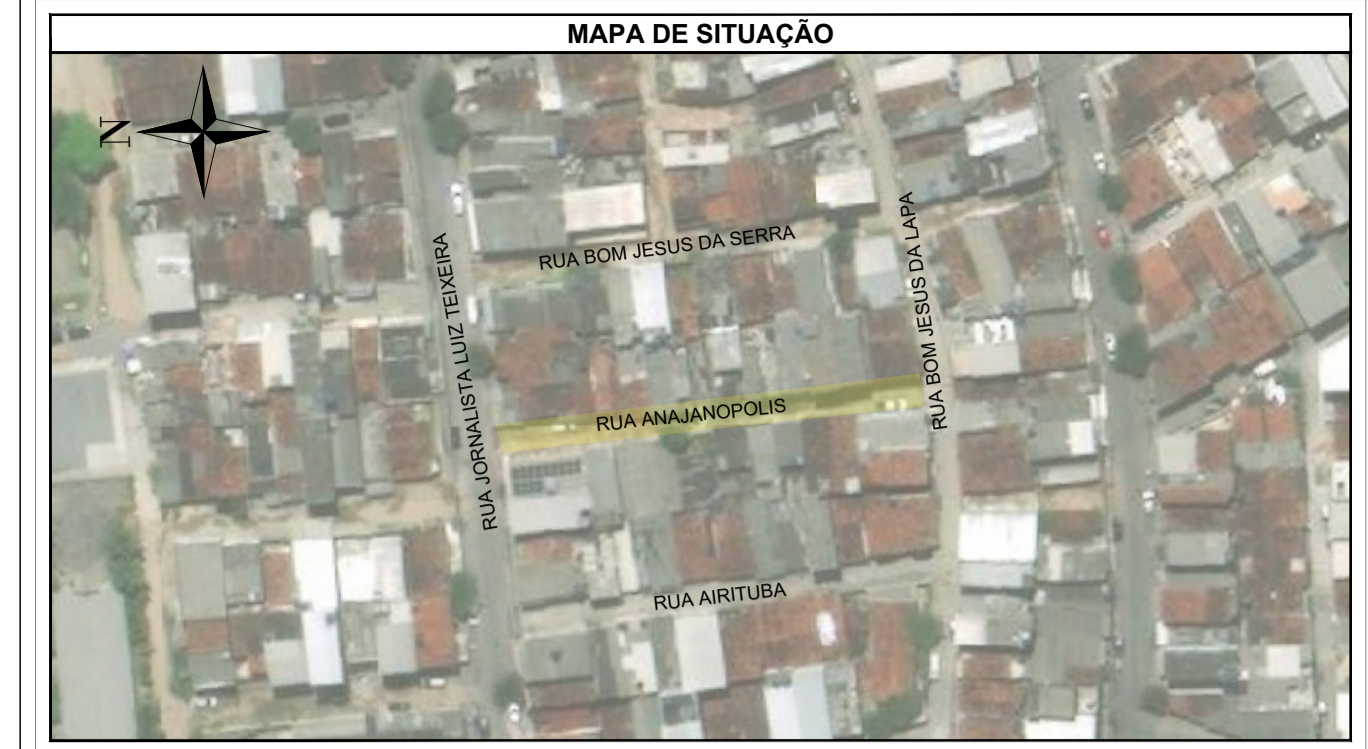 MAPA DE SITUAÇÃO
N
RUA BOM JESUS DA SERRA
RUA JORNALISTA LUIZ TEIXEIRA
RUA BOM JESUS DA LAPA
RUA ANAJANOPOLIS
RUA AIRITUBA